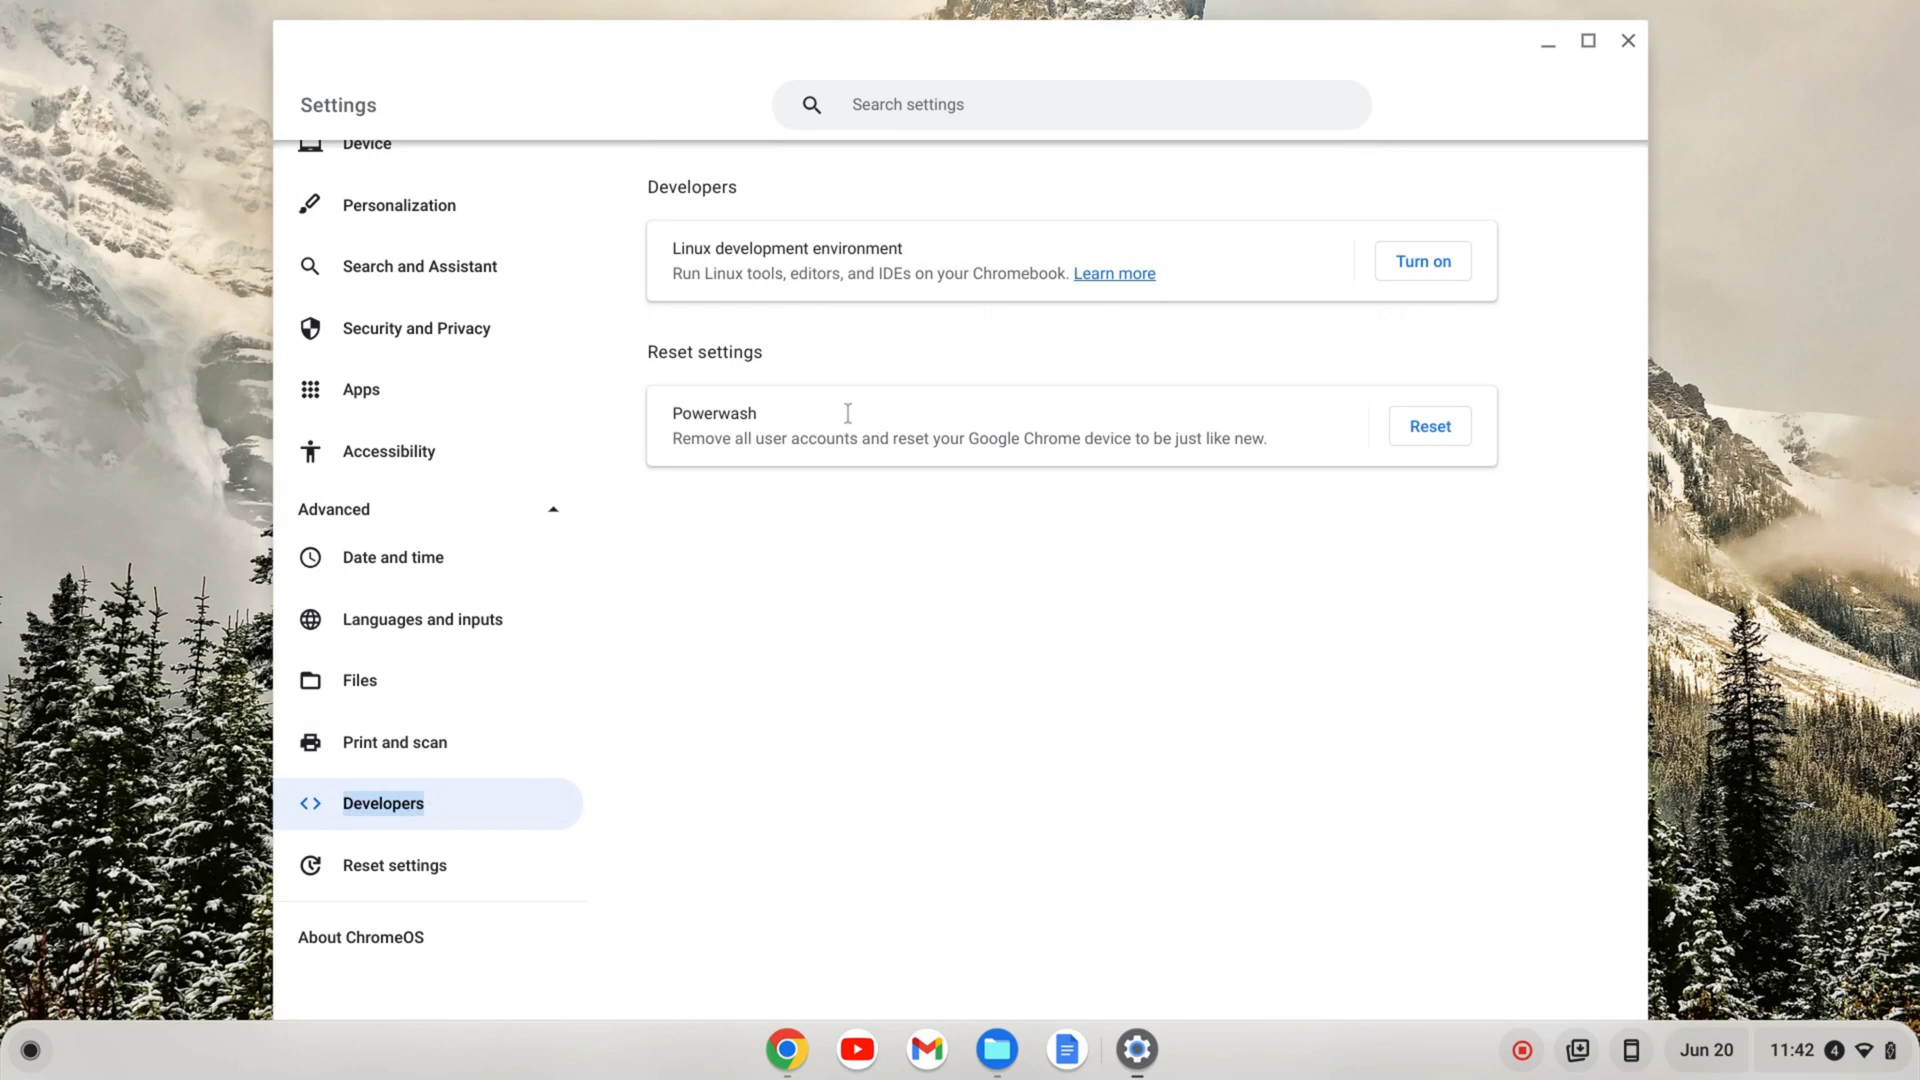 Settings
Search settings
Device
Personalization
Search and Assistant
Security and Privacy
Apps
Accessibility
Advanced
Date and time
Languages and inputs
Files
Print and scan
Developers
Reset settings
About ChromeOS
Developers
Linux development environment
Run Linux tools, editors, and IDEs on your Chromebook. Learn more
Turn on
Reset settings
Powerwash
Remove all user accounts and reset your Google Chrome device to be just like new.
Reset
Jun 20
11:42
4